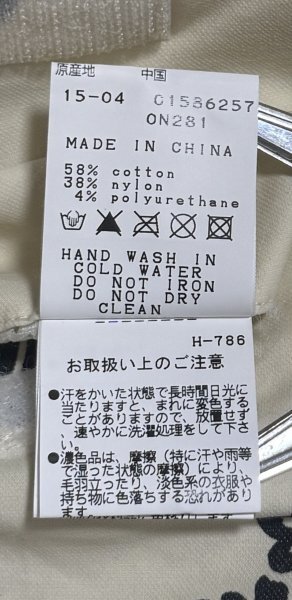 原産地 中国
15-04 01586257
0N281
MADE IN CHINA
58% cotton
38% nylon
4% polyurethane
HAND WASH IN
COLD WATER
DO NOT IRON
DO NOT DRY
CLEAN
H-786
お取扱い上のご注意
●汗をかいた状態で長時間日光に
当たりますと、まれに変色する
ことがありますので、放置せず
、速やかに洗濯処理をして下さ
い。
●濃色品は、摩擦（特に汗や雨等
で湿った状態の摩擦）により、
毛羽立ったり、淡色系の衣服や
持ち物に色落ちする恐れがあり
ます。